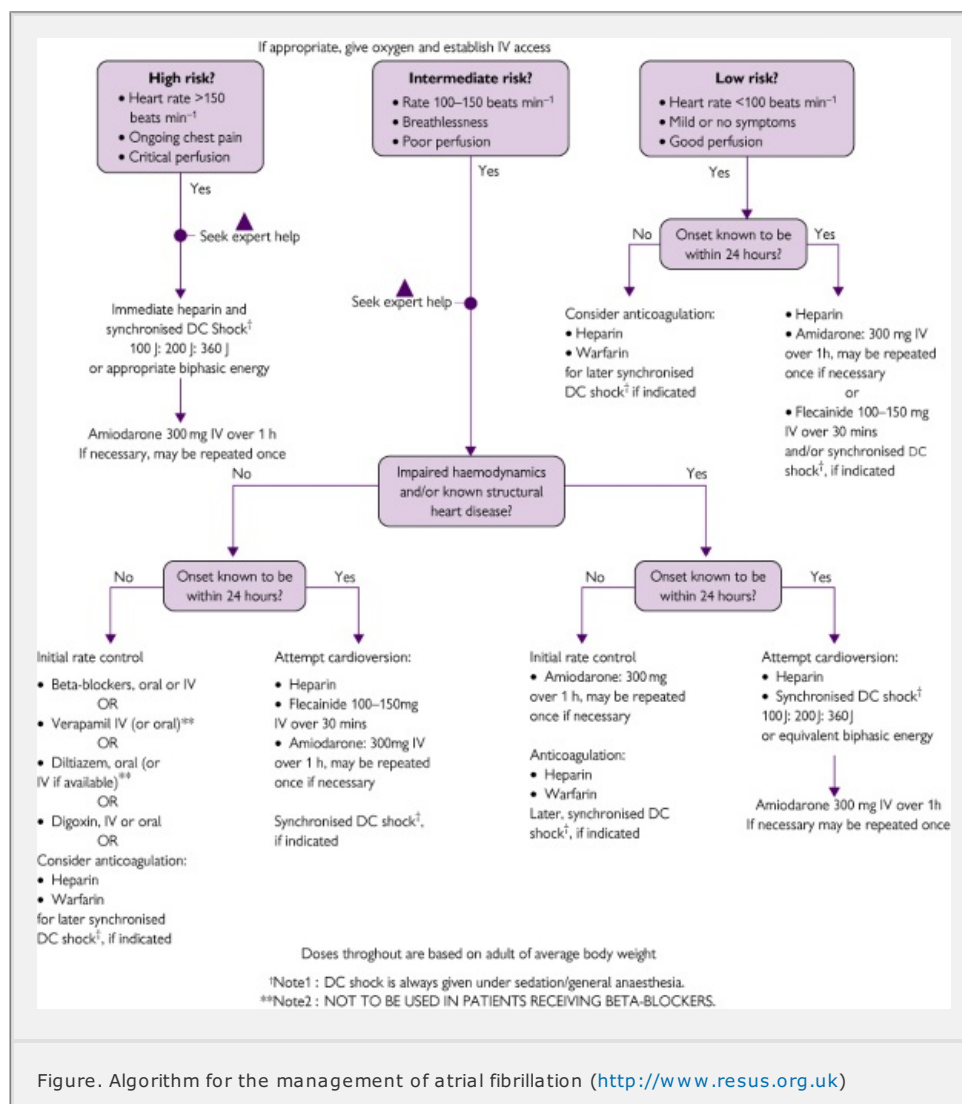 If appropriate, give oxygen and establish IV access
High risk?
• Heart rate >150
beats min⁻¹
• Ongoing chest pain
• Critical perfusion
Intermediate risk?
• Rate 100–150 beats min⁻¹
• Breathlessness
• Poor perfusion
Low risk?
• Heart rate <100 beats min⁻¹
• Mild or no symptoms
• Good perfusion
Yes
Yes
Yes
Seek expert help
No
Onset known to be
within 24 hours?
Yes
Seek expert help
Immediate heparin and
synchronised DC Shock†
100 J: 200 J: 360 J
or appropriate biphasic energy
Consider anticoagulation:
• Heparin
• Warfarin
for later synchronised
DC shock† if indicated
• Heparin
• Amidarone: 300 mg IV
over 1h, may be repeated
once if necessary
or
• Flecainide 100–150 mg
IV over 30 mins
and/or synchronised DC
shock†, if indicated
Amiodarone 300 mg IV over 1 h
If necessary, may be repeated once
No
Impaired haemodynamics
and/or known structural
heart disease?
Yes
No
Onset known to be
within 24 hours?
Yes
No
Onset known to be
within 24 hours?
Yes
Initial rate control
• Beta-blockers, oral or IV
OR
• Verapamil IV (or oral)**
OR
• Diltiazem, oral (or
IV if available)**
OR
• Digoxin, IV or oral
OR
Consider anticoagulation:
• Heparin
• Warfarin
for later synchronised
DC shock†, if indicated
Attempt cardioversion:
• Heparin
• Flecainide 100–150mg
IV over 30 mins
• Amiodarone: 300mg IV
over 1 h, may be repeated
once if necessary
Synchronised DC shock†,
if indicated
Initial rate control
• Amiodarone: 300 mg
over 1 h, may be repeated
once if necessary
Anticoagulation:
• Heparin
• Warfarin
Later, synchronised DC
shock†, if indicated
Attempt cardioversion:
• Heparin
• Synchronised DC shock†
100 J: 200 J: 360 J
or equivalent biphasic energy
Amiodarone 300 mg IV over 1h
If necessary may be repeated once
Doses throghout are based on adult of average body weight
†Note1 : DC shock is always given under sedation/general anaesthesia.
**Note2 : NOT TO BE USED IN PATIENTS RECEIVING BETA-BLOCKERS.
Figure. Algorithm for the management of atrial fibrillation (http://www.resus.org.uk)